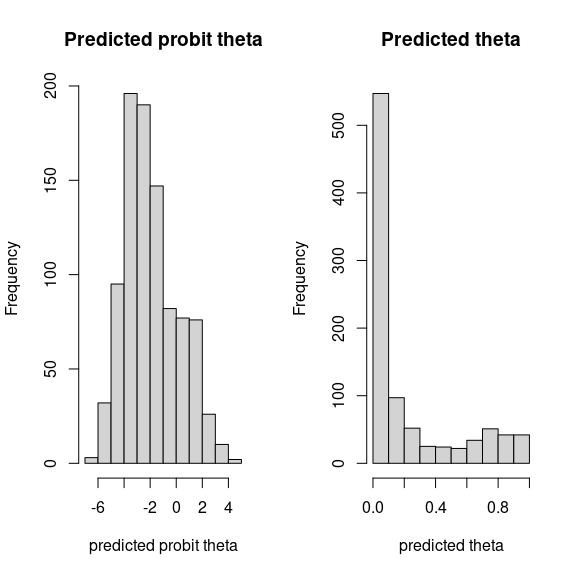 Predicted probit theta
Frequency
200
150
100
50
0
-6 -2 0 2 4
predicted probit theta
Predicted theta
Frequency
500
400
300
200
100
0
0.0 0.4 0.8
predicted theta